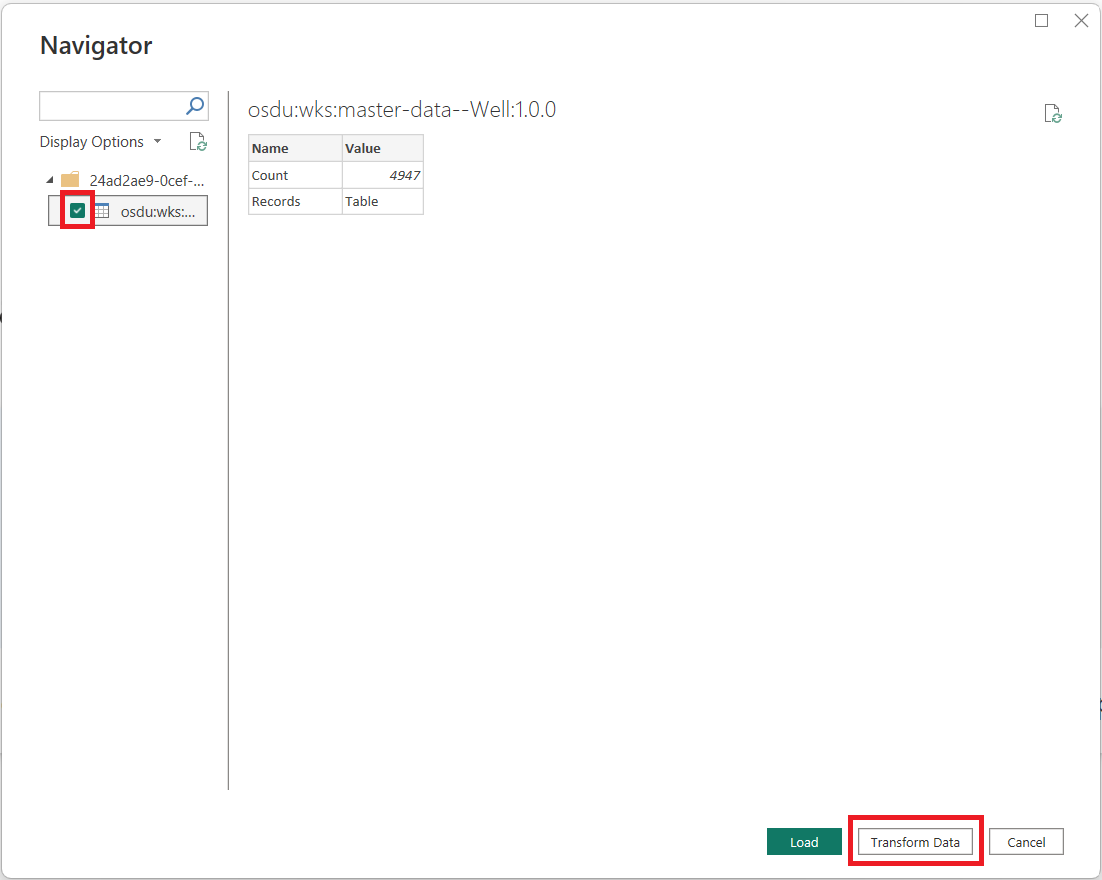 Navigator
Display Options
24ad2ae9-0cef-...
osdu:wks:...
osdu:wks:master-data--Well:1.0.0
Name Value
Count 4947
Records Table
Load Transform Data Cancel